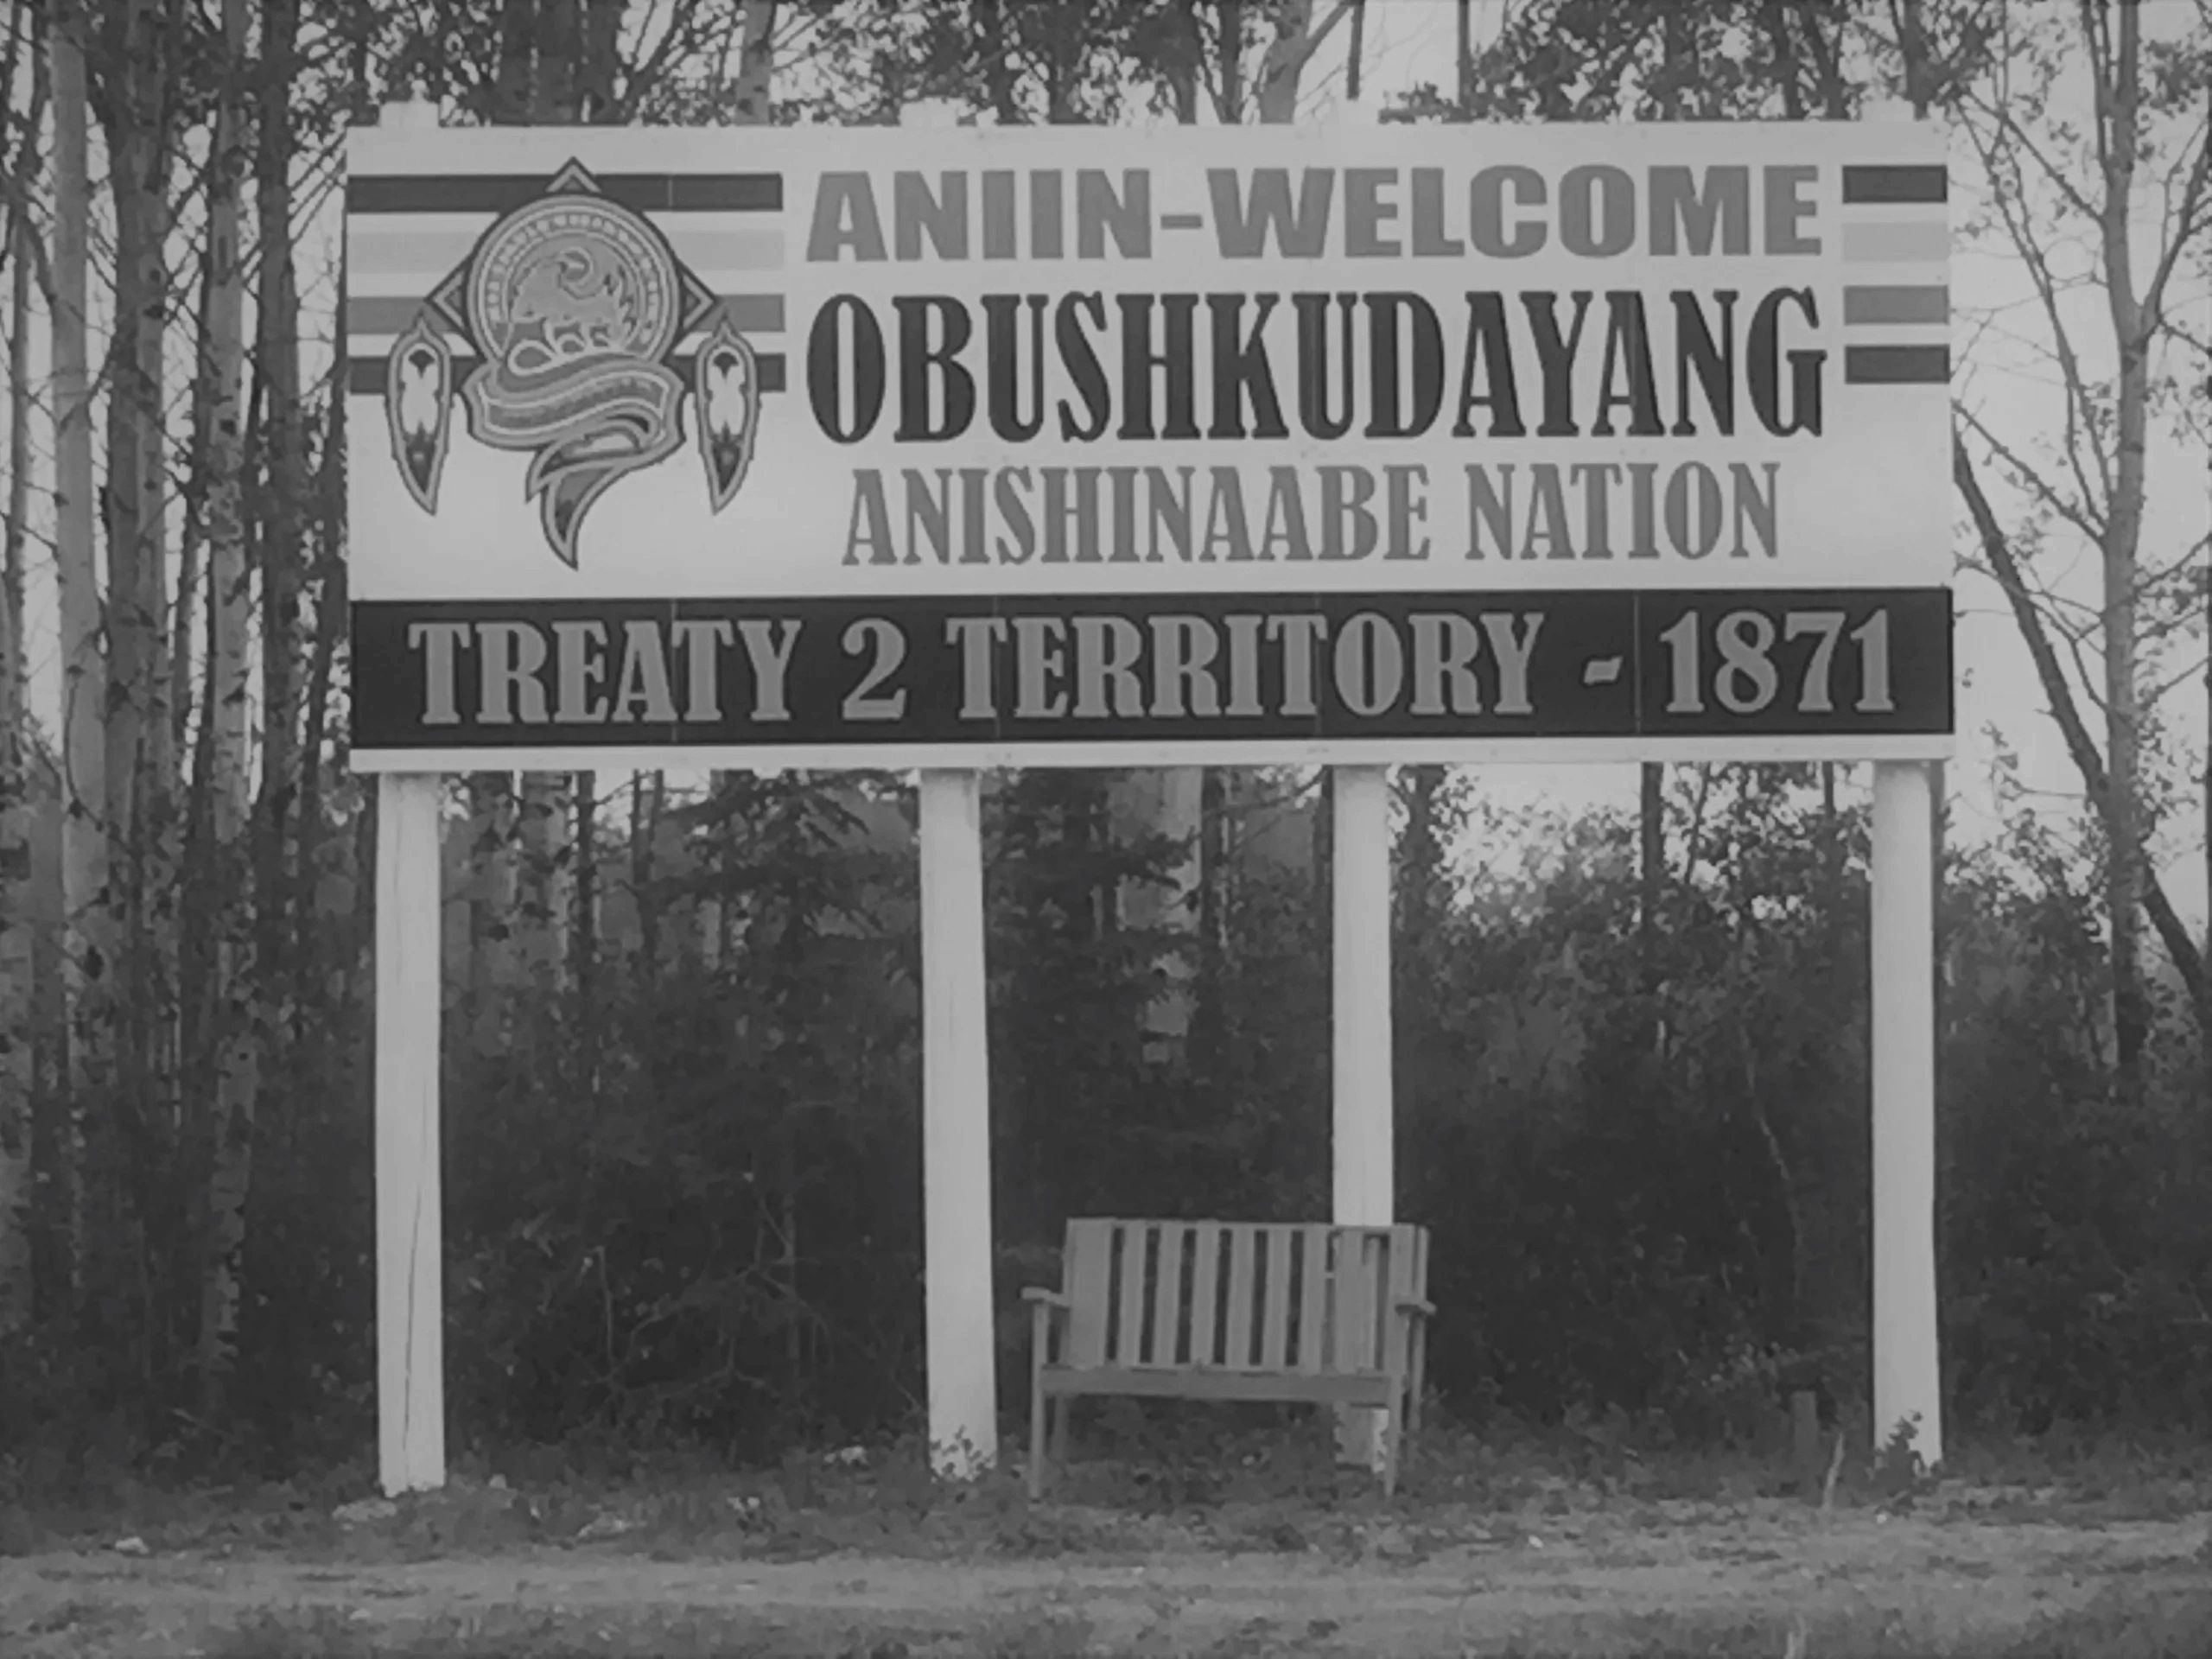 ANIIN-WELCOME
OBUSHKUDAYANG
ANISHINAABE NATION
TREATY 2 TERRITORY - 1871